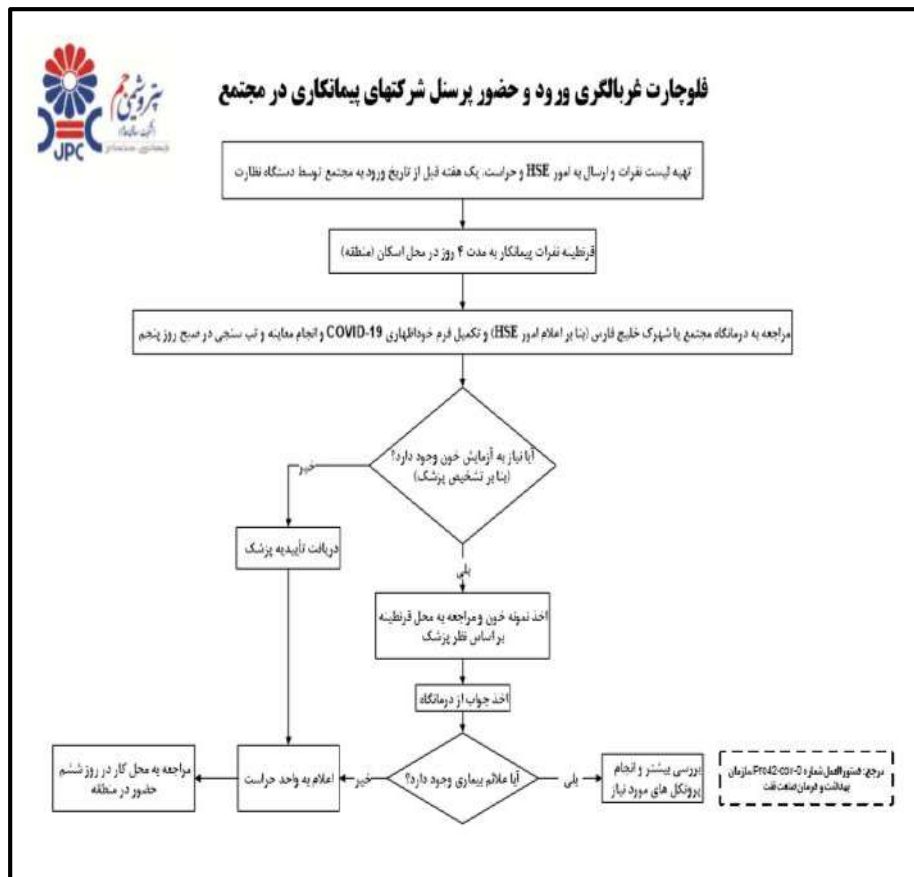 پتروشیمی جم
JPC
فلوچارت غربالگری ورود و حضور پرسنل شرکتهای پیمانکاری در مجتمع
تهیه لیست نفرات و ارسال به امور HSE و حراست، یک هفته قبل از تاریخ ورود به مجتمع توسط دستگاه نظارت
قرنطینه نفرات پیمانکار به مدت ۴ روز در محل اسکان (منطقه)
مراجعه به درمانگاه مجتمع یا شهرک خلیج فارس (بنا بر اعلام امور HSE) و تکمیل فرم خوداظهاری COVID-19 و انجام معاینه و تب سنجی در صبح روز پنجم
آیا نیاز به آزمایش خون وجود دارد؟
(بنا بر تشخیص پزشک)
خیر
دریافت تأییدیه پزشک
بلی
اخذ نمونه خون و مراجعه به محل قرنطینه
بر اساس نظر پزشک
اخذ جواب از درمانگاه
آیا علائم بیماری وجود دارد؟
خیر
اعلام به واحد حراست
مراجعه به محل کار در روز ششم
حضور در منطقه
بلی
بررسی بیشتر و انجام
پروتکل های مورد نیاز
مرجع: دستورالعمل شماره Pro42-cor-0 سازمان
بهداشت و درمان صنعت نفت